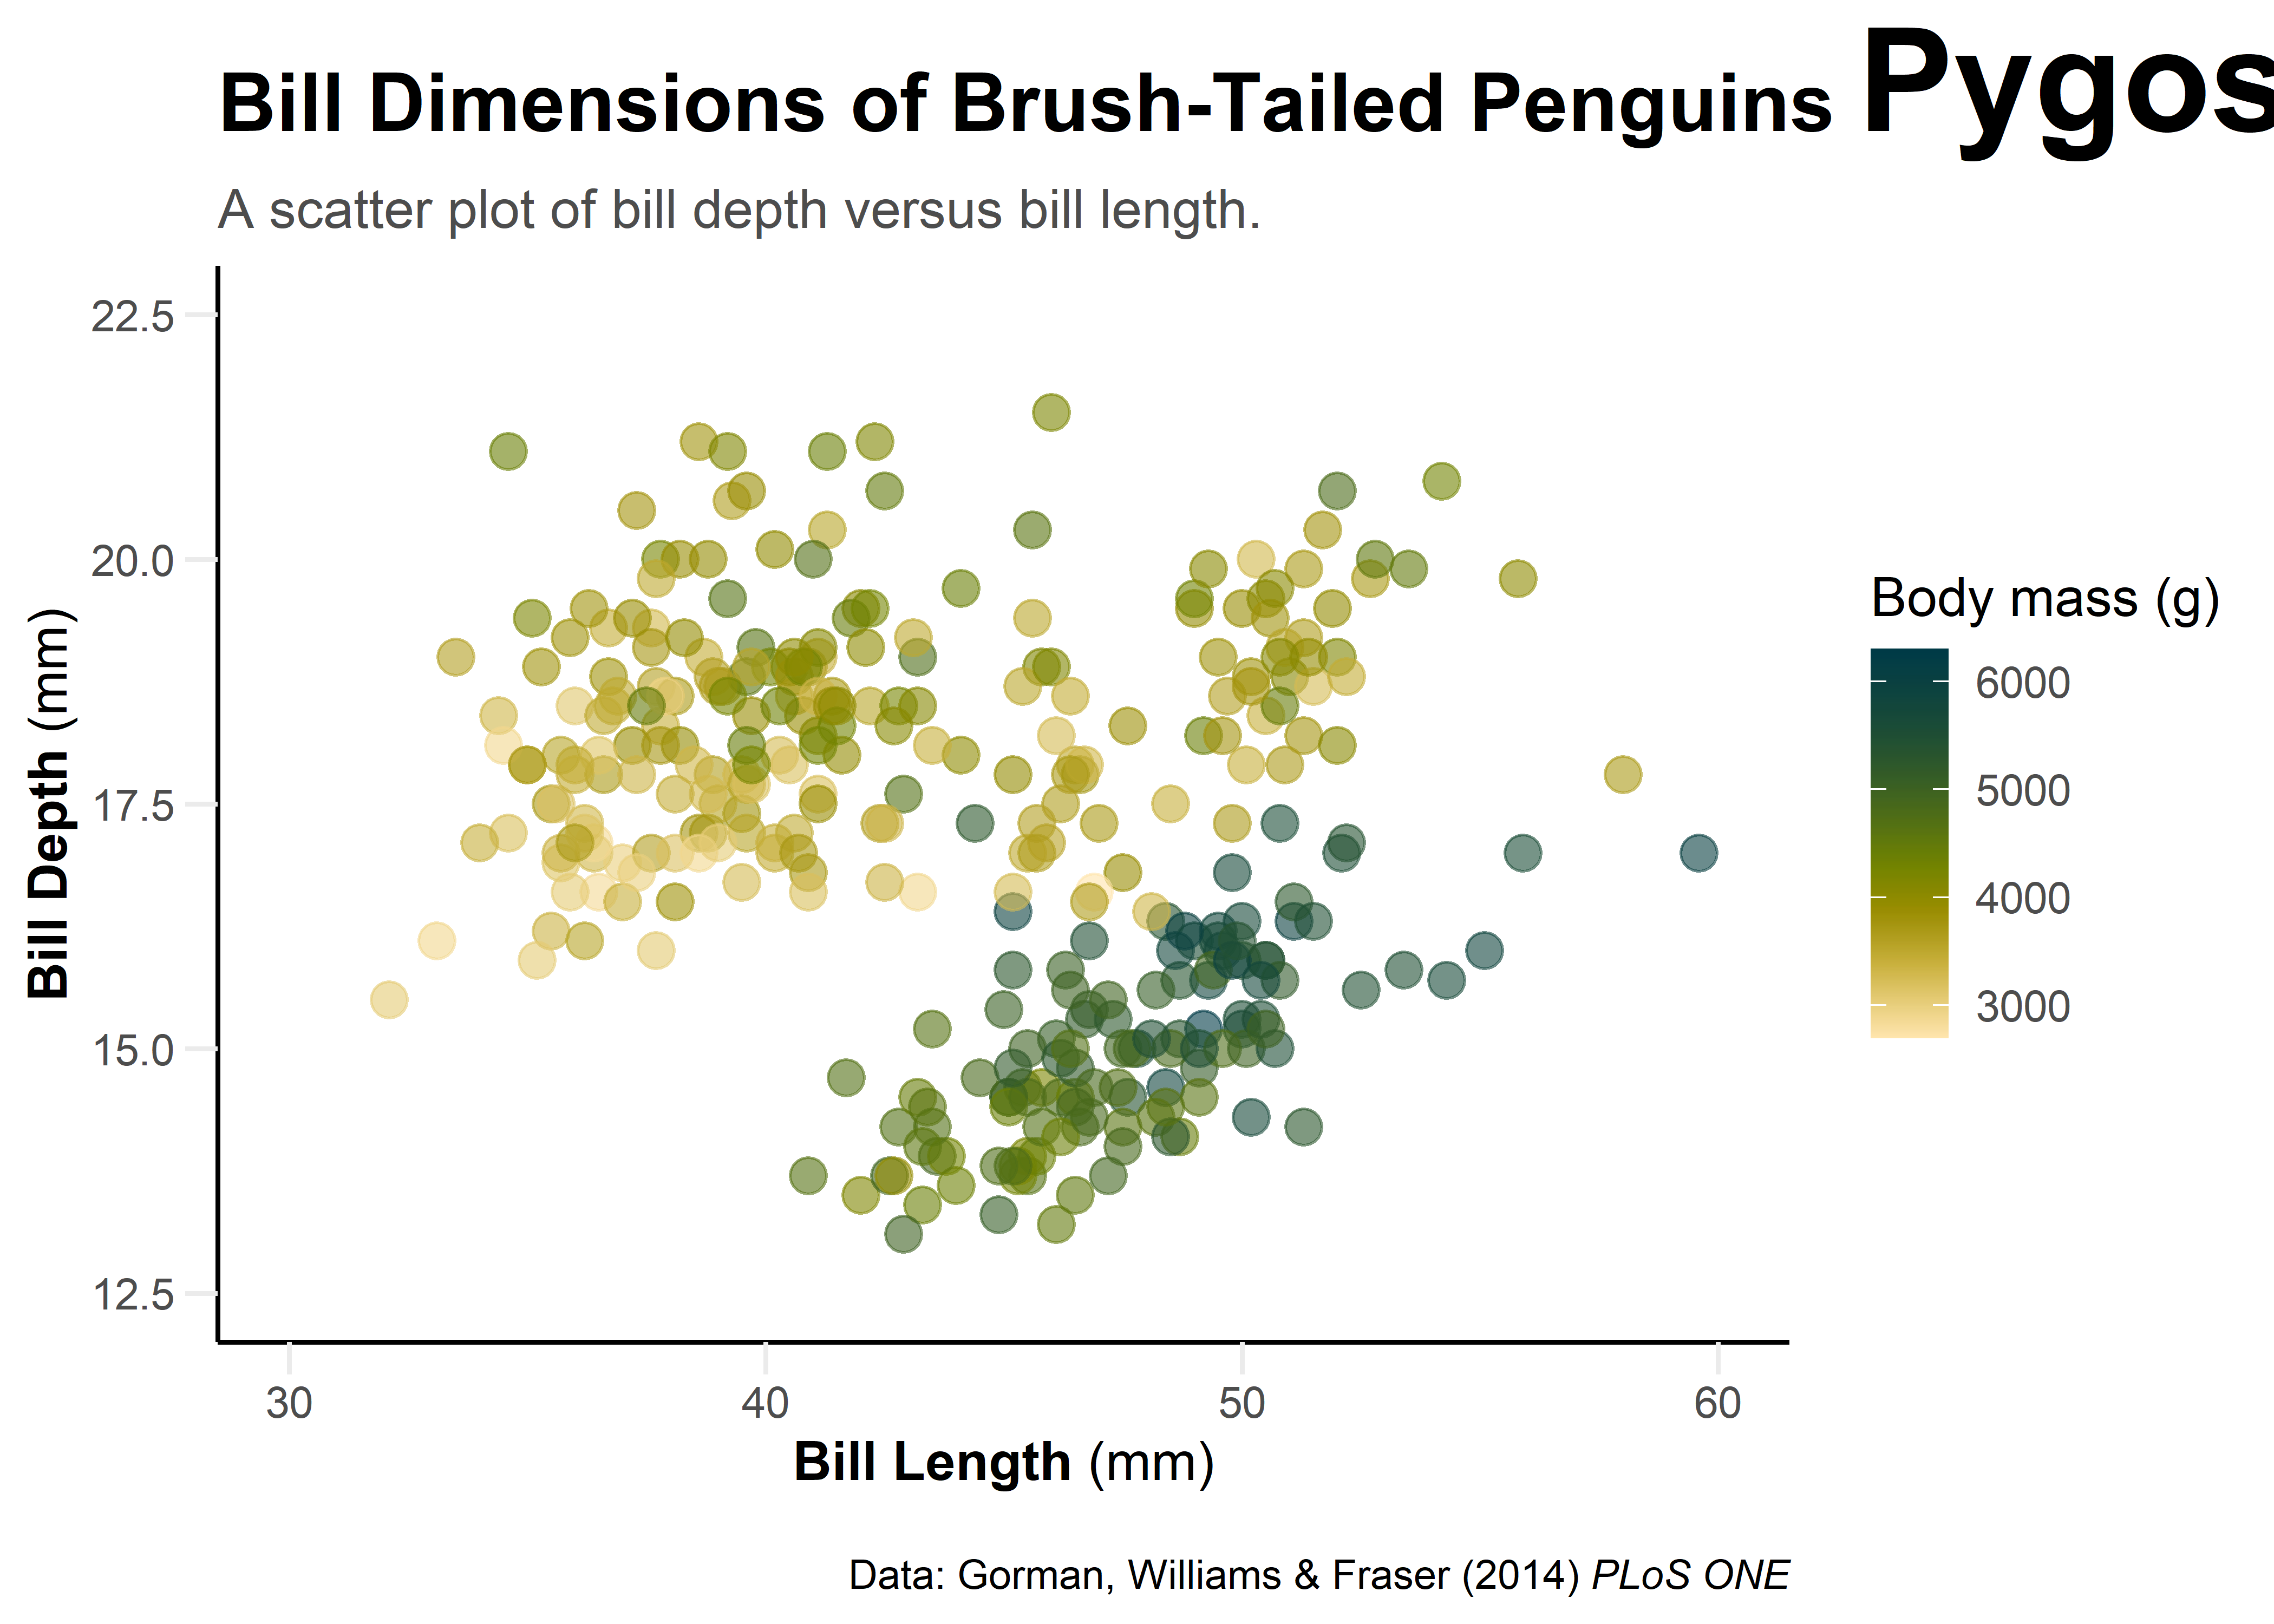 Bill Dimensions of Brush-Tailed Penguins Pygos
A scatter plot of bill depth versus bill length.
Bill Depth (mm)
22.5
20.0
17.5
15.0
12.5
30 40 50 60
Bill Length (mm)
Body mass (g)
6000
5000
4000
3000
Data: Gorman, Williams & Fraser (2014) PLoS ONE